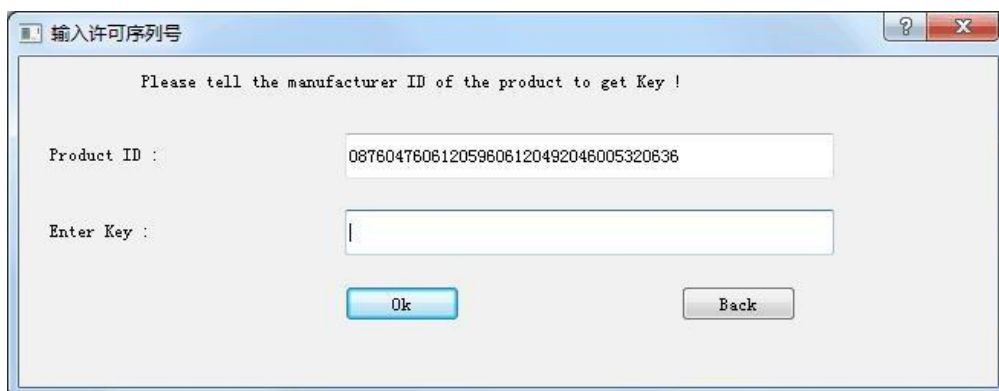 输入许可序列号
Please tell the manufacturer ID of the product to get Key !
Product ID : 087604760612059606120492046005320636
Enter Key :
Ok Back